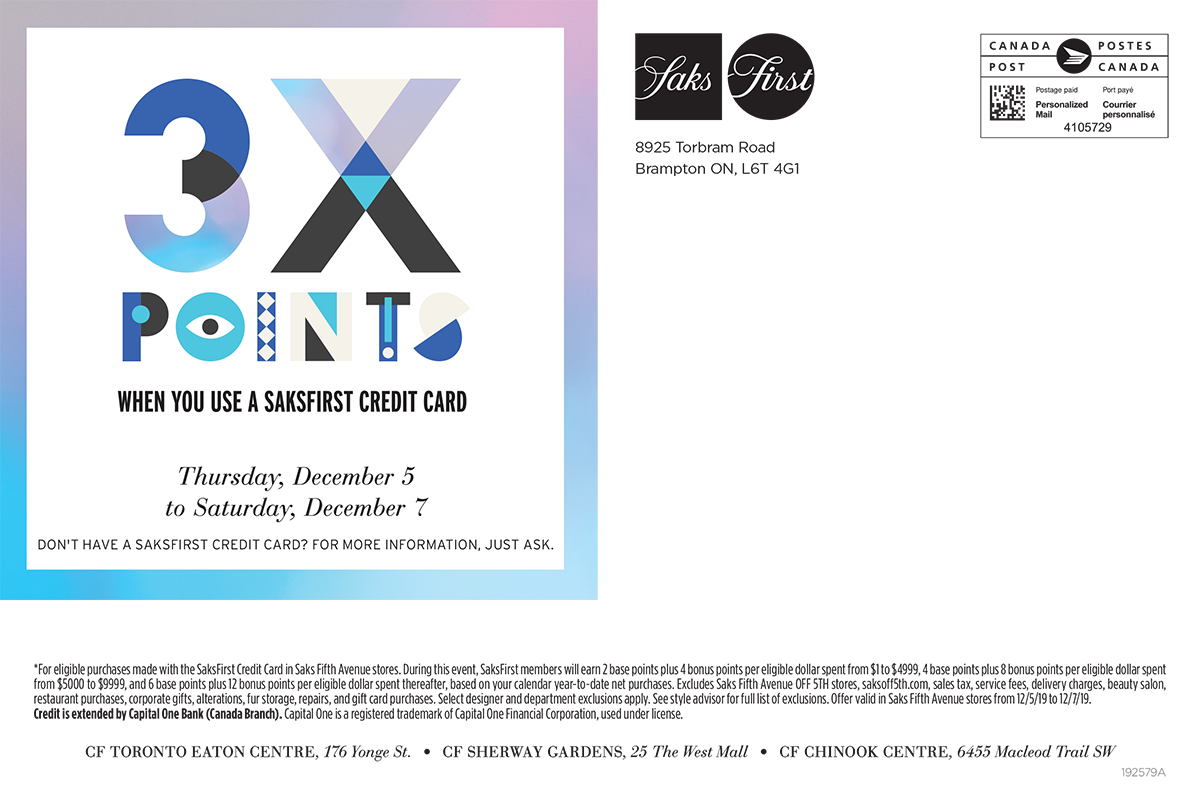 3X
POINTS
WHEN YOU USE A SAKSFIRST CREDIT CARD
Thursday, December 5
to Saturday, December 7
DON'T HAVE A SAKSFIRST CREDIT CARD? FOR MORE INFORMATION, JUST ASK.
Saks First
8925 Torbram Road
Brampton ON, L6T 4G1
CANADA POSTES
POST CANADA
Postage paid Port payé
Personalized Courrier
Mail personnalisé
4105729
*For eligible purchases made with the SaksFirst Credit Card in Saks Fifth Avenue stores. During this event, SaksFirst members will earn 2 base points plus 4 bonus points per eligible dollar spent from $1 to $4999, 4 base points plus 8 bonus points per eligible dollar spent
from $5000 to $9999, and 6 base points plus 12 bonus points per eligible dollar spent thereafter, based on your calendar year-to-date net purchases. Excludes Saks Fifth Avenue OFF 5TH stores, saksoff5th.com, sales tax, service fees, delivery charges, beauty salon,
restaurant purchases, corporate gifts, alterations, fur storage, repairs, and gift card purchases. Select designer and department exclusions apply. See style advisor for full list of exclusions. Offer valid in Saks Fifth Avenue stores from 12/5/19 to 12/7/19.
Credit is extended by Capital One Bank (Canada Branch). Capital One is a registered trademark of Capital One Financial Corporation, used under license.
CF TORONTO EATON CENTRE, 176 Yonge St. • CF SHERWAY GARDENS, 25 The West Mall • CF CHINOOK CENTRE, 6455 Macleod Trail SW
192579A